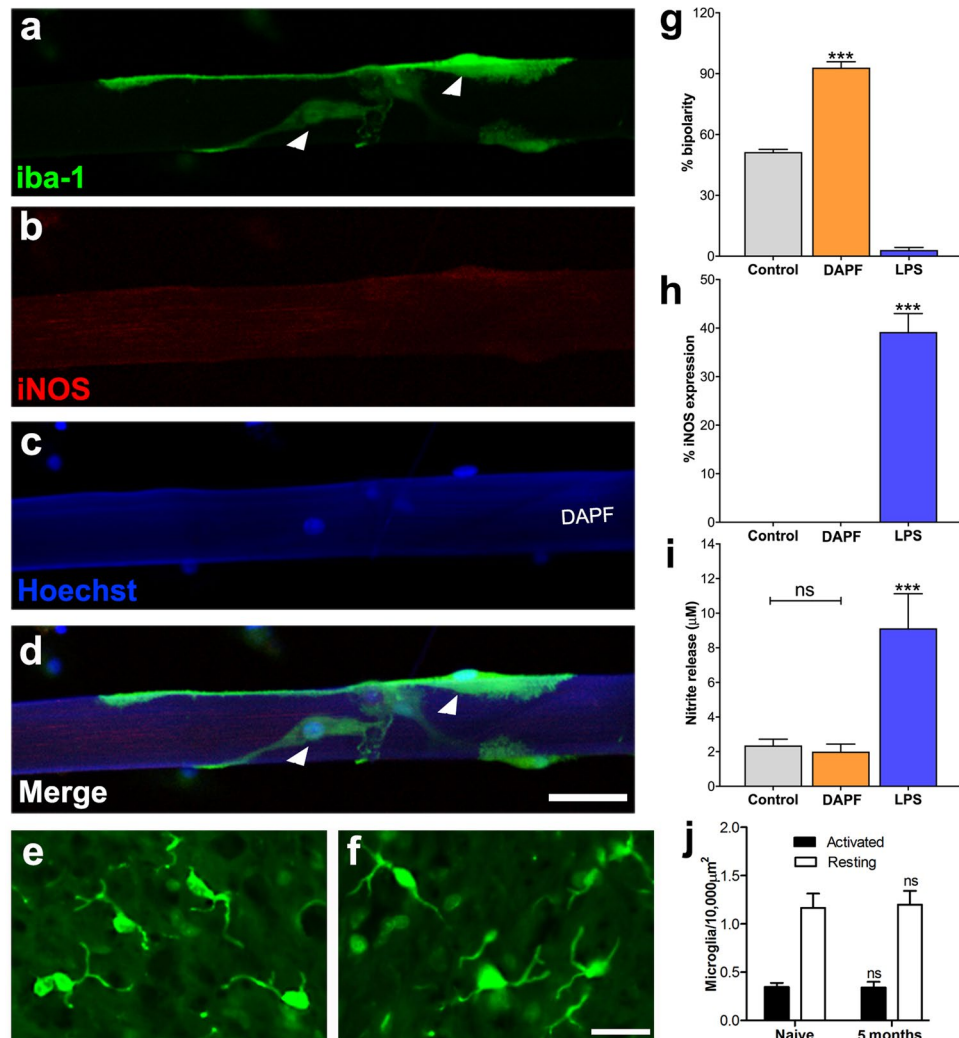 a
iba-1
b
iNOS
c
DAPF
Hoechst
d
Merge
e
f
g
% bipolarity
120
90
60
30
0
***
Control DAPF LPS
h
% iNOS expression
50
40
30
20
10
0
***
Control DAPF LPS
i
Nitrite release (μM)
14
12
10
8
6
4
2
0
ns
***
Control DAPF LPS
j
Microglia/10,000μm²
2.0
1.5
1.0
0.5
0.0
Activated
Resting
ns
ns
Naive 5 months